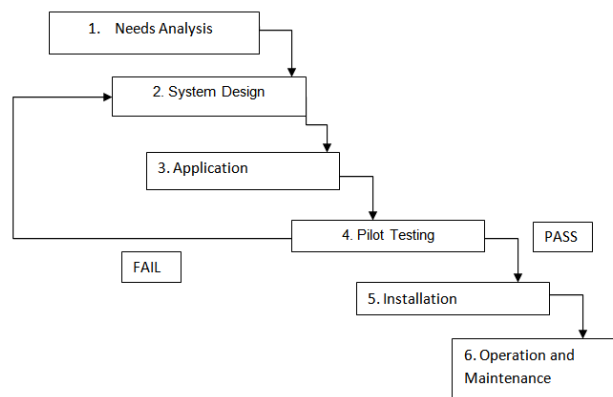 1. Needs Analysis
2. System Design
3. Application
4. Pilot Testing
PASS
FAIL
5. Installation
6. Operation and
Maintenance